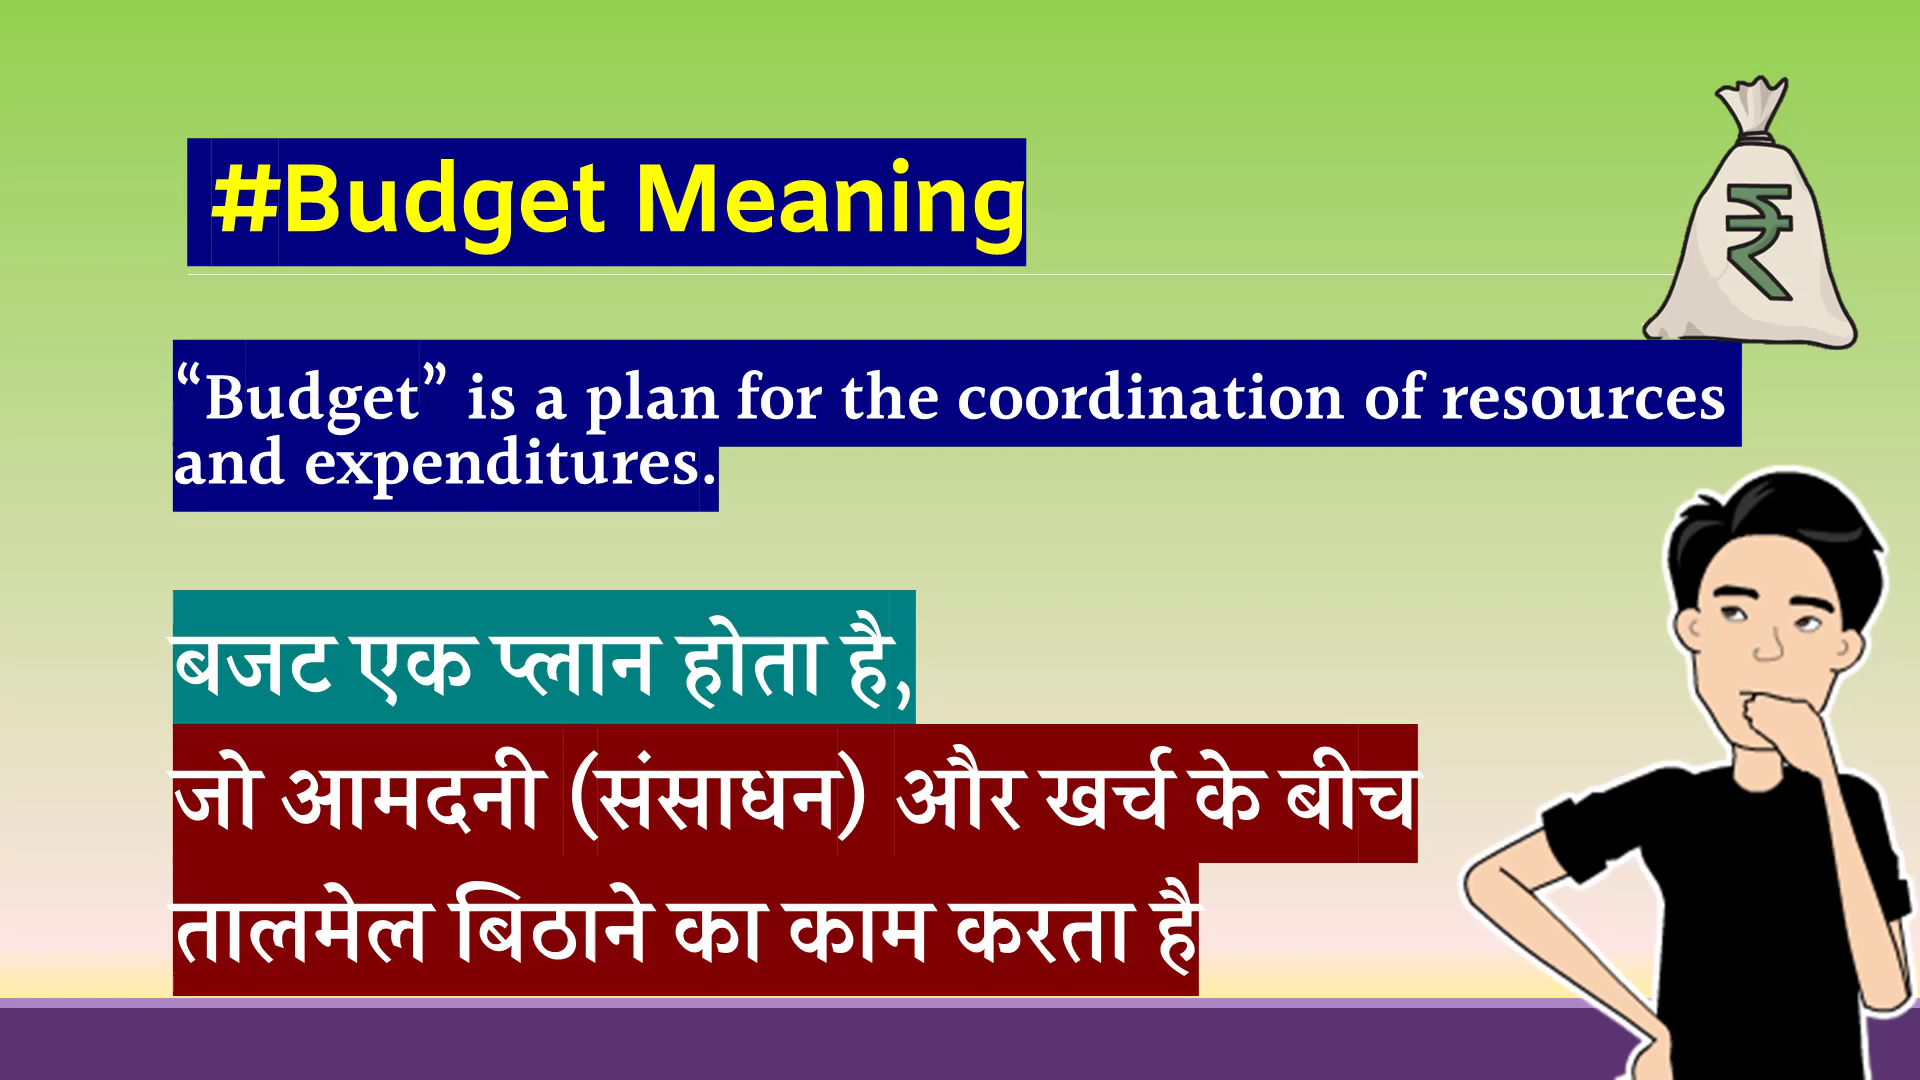 #Budget Meaning
₹
“Budget” is a plan for the coordination of resources
and expenditures.
बजट एक प्लान होता है,
जो आमदनी (संसाधन) और खर्च के बीच
तालमेल बिठाने का काम करता है